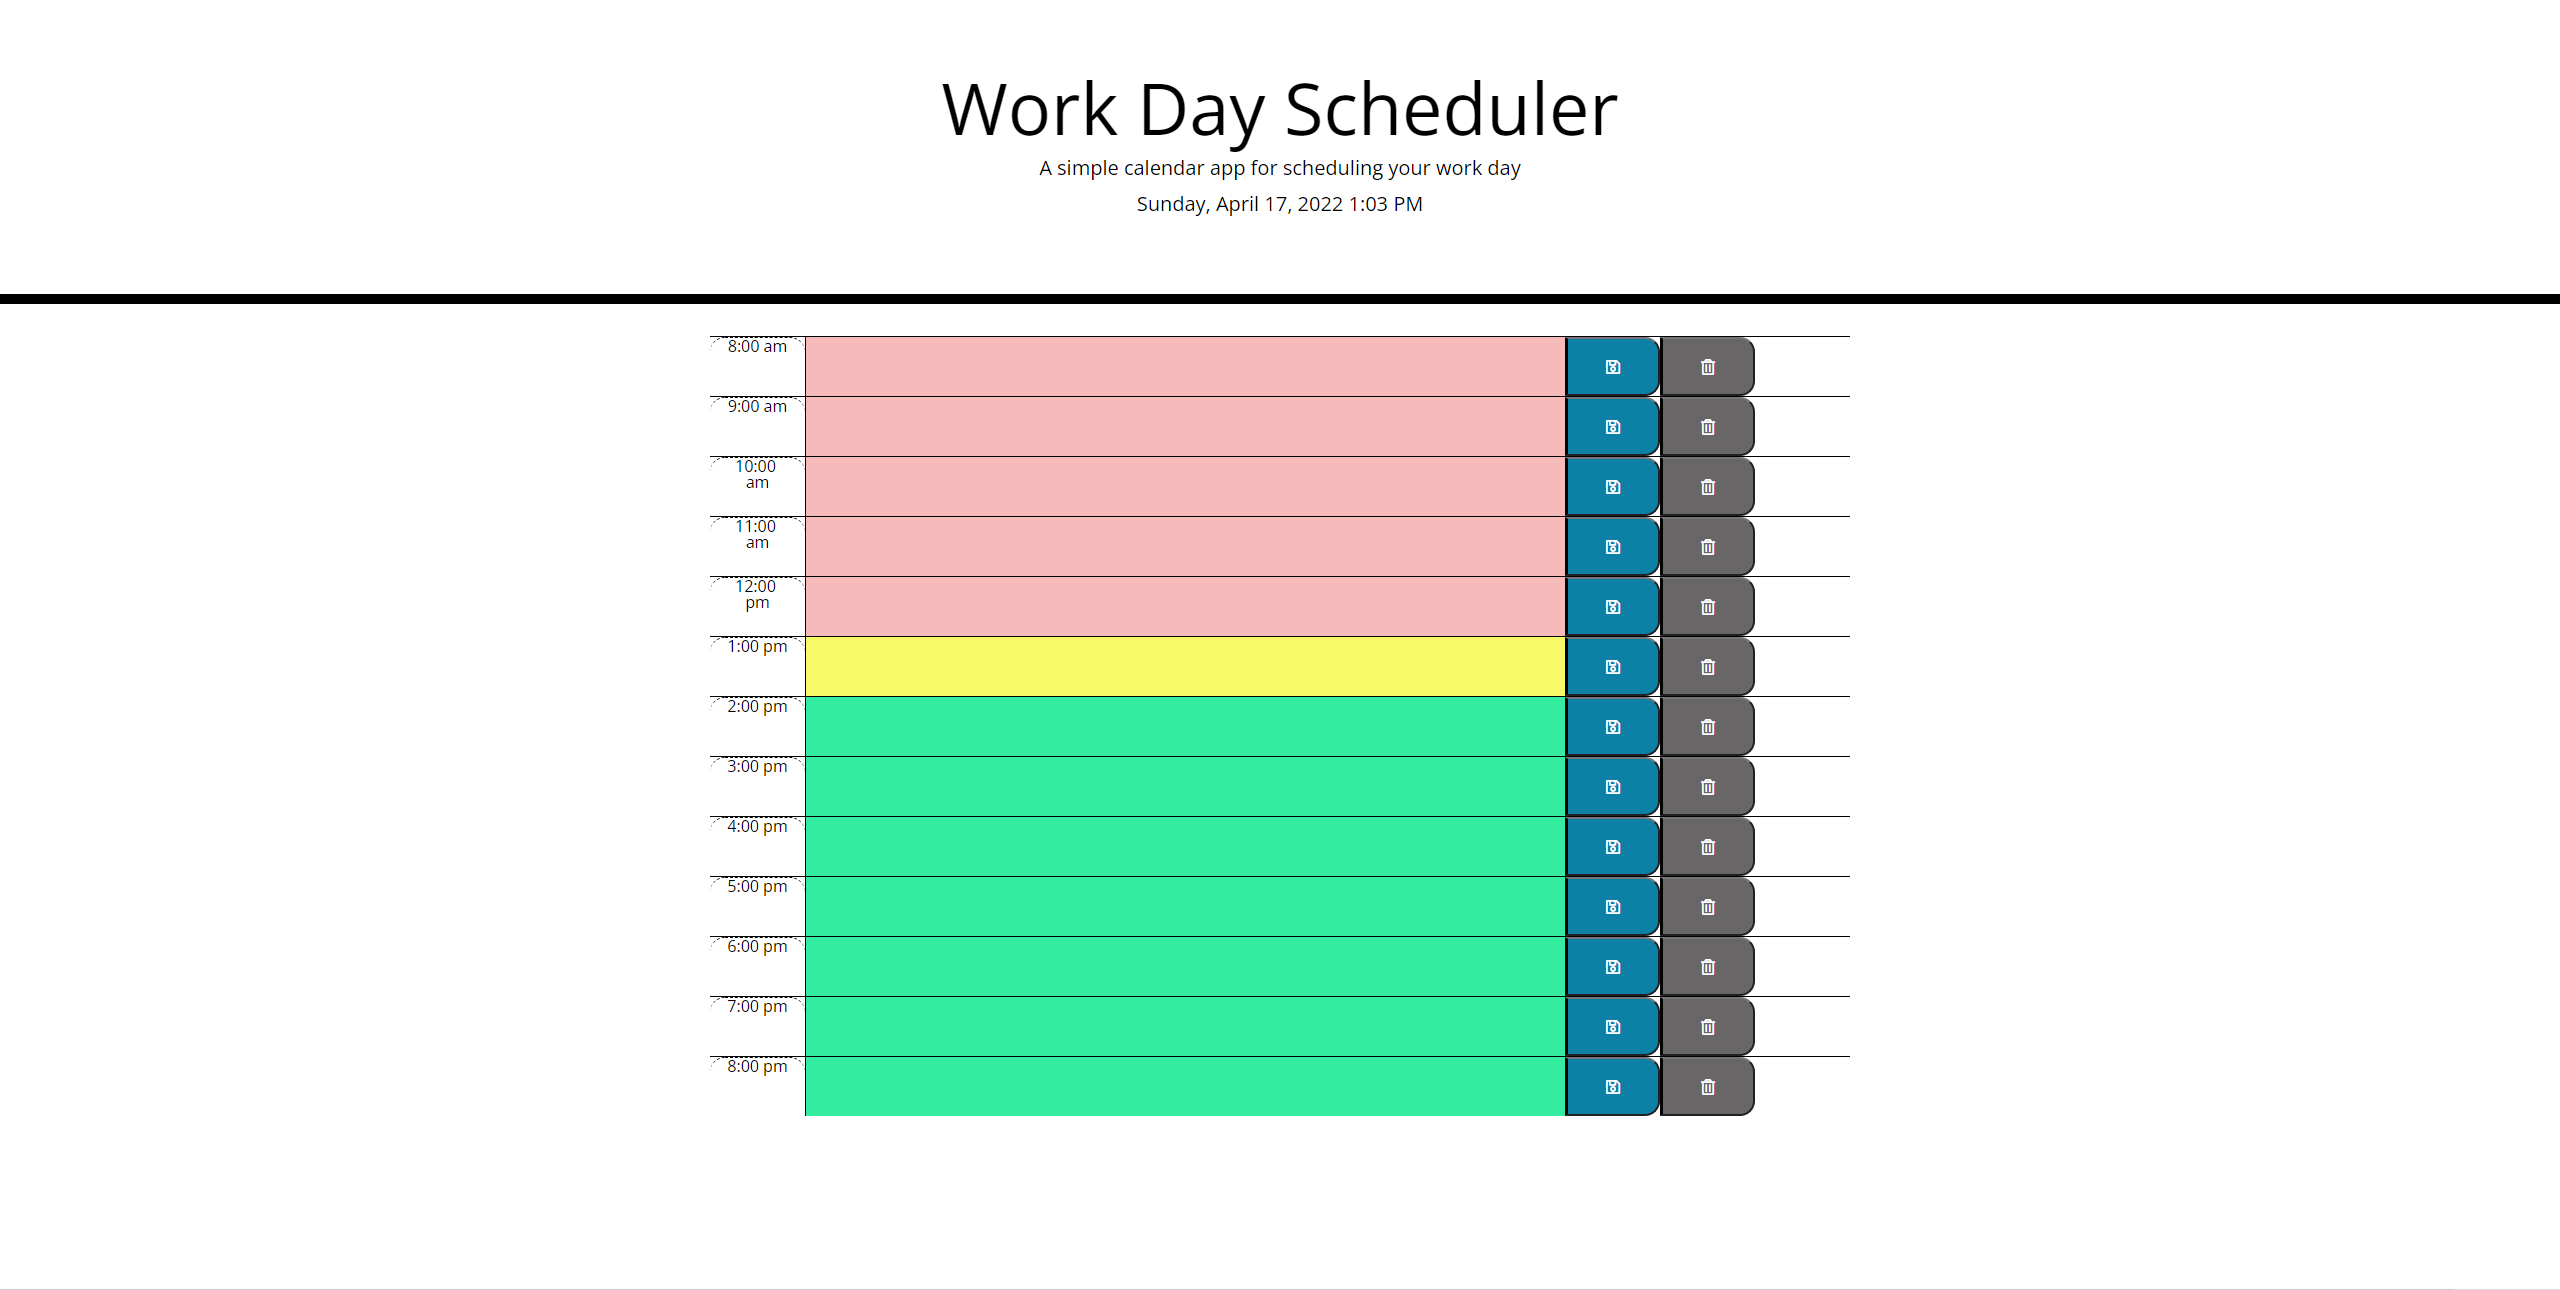 Work Day Scheduler
A simple calendar app for scheduling your work day
Sunday, April 17, 2022 1:03 PM
8:00 am
9:00 am
10:00
am
11:00
am
12:00
pm
1:00 pm
2:00 pm
3:00 pm
4:00 pm
5:00 pm
6:00 pm
7:00 pm
8:00 pm